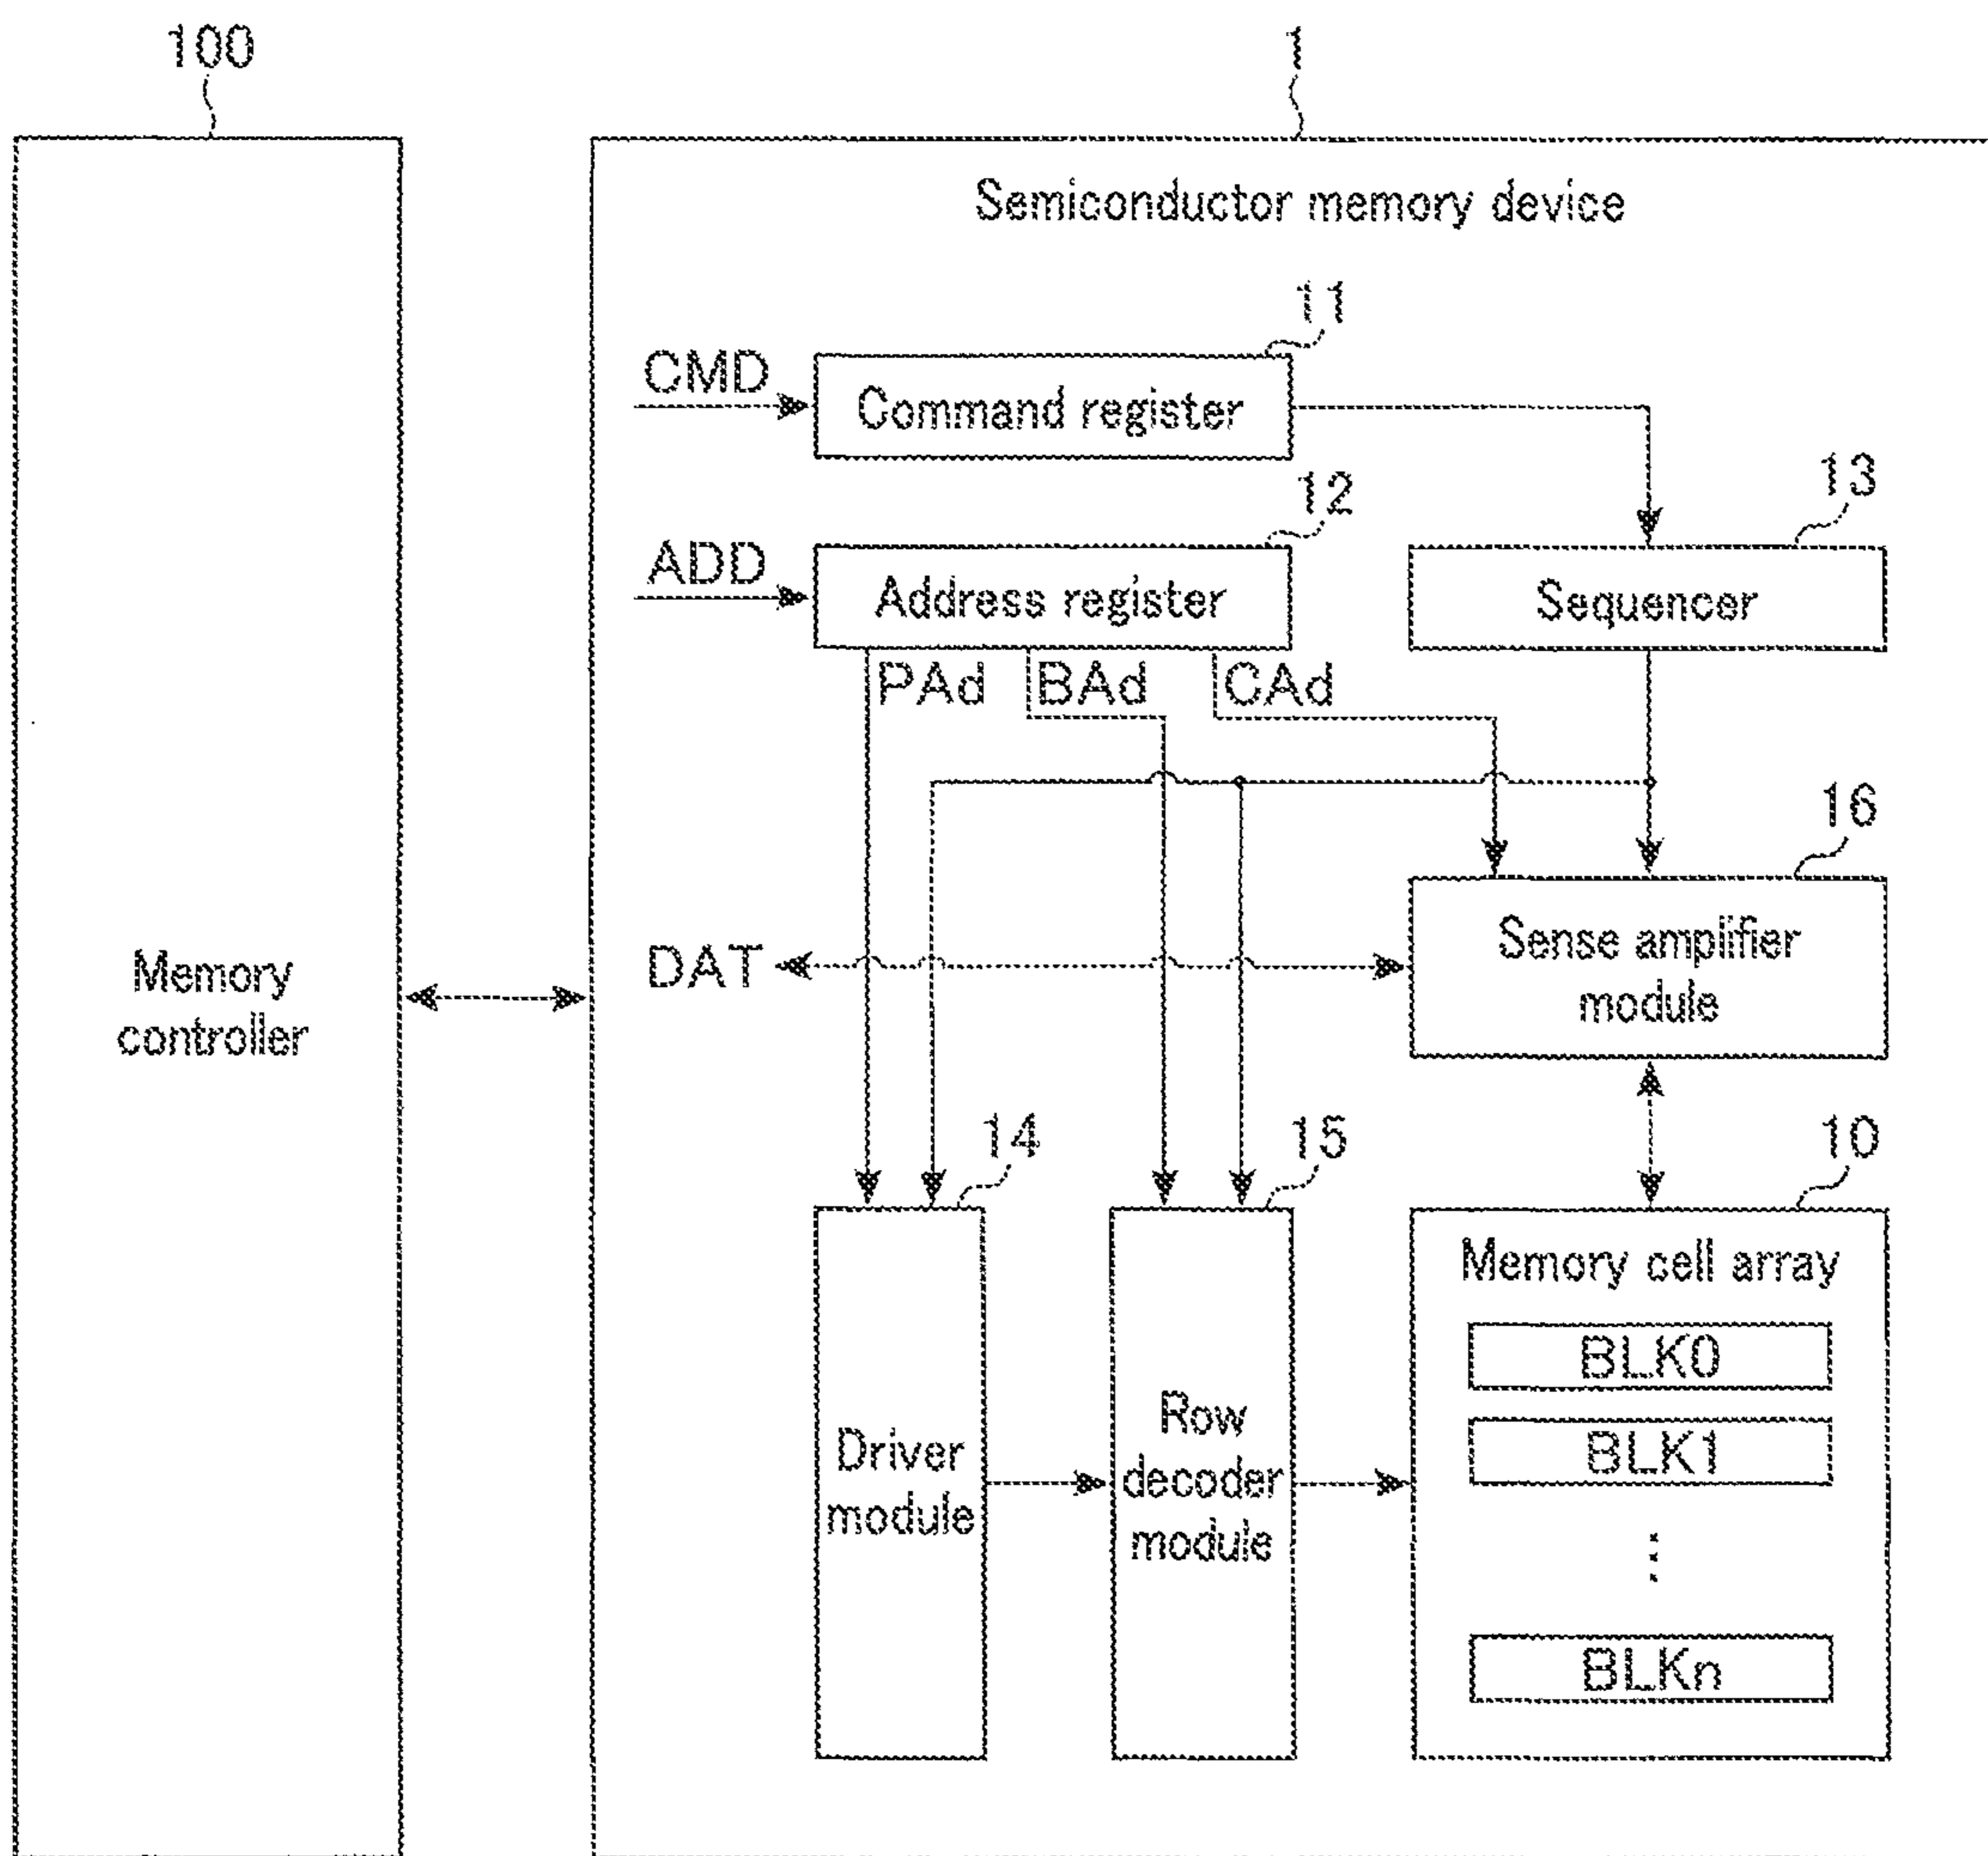 100
1
Semiconductor memory device
11
CMD
Command register
12
13
ADD
Address register
Sequencer
PAd
BAd
CAd
16
DAT
Sense amplifier
module
Memory
controller
14
15
10
Memory cell array
BLK0
BLK1
⋮
BLKn
Driver
module
Row
decoder
module